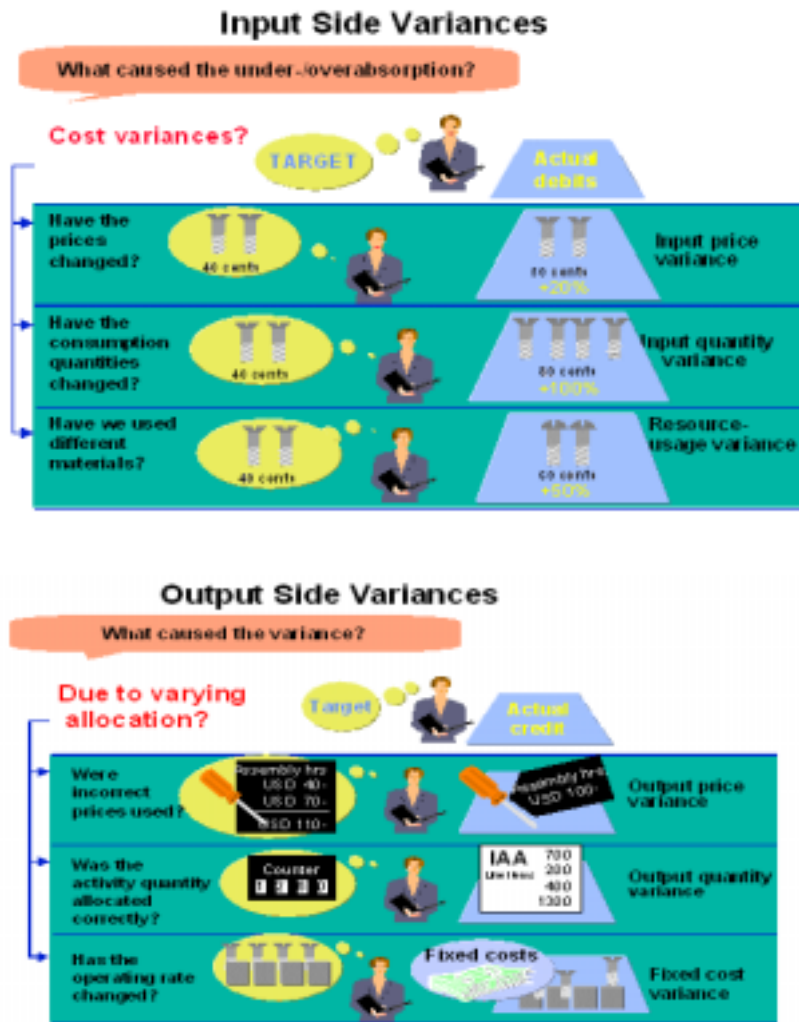 Input Side Variances
What caused the under-/overabsorption?
Cost variances?
TARGET
Actual
debits
Have the
prices
changed?
40 cents
80 cents
+20%
Input price
variance
Have the
consumption
quantities
changed?
40 cents
80 cents
+100%
Input quantity
variance
Have we used
different
materials?
40 cents
60 cents
+50%
Resource-
usage variance
Output Side Variances
What caused the variance?
Due to varying
allocation?
Target
Actual
credit
Were
incorrect
prices used?
Assembly hrs
USD 40-
USD 70-
USD 110-
Assembly hrs
USD 100-
Output price
variance
Was the
activity quantity
allocated
correctly?
Counter
IAA
700
200
400
1300
Output quantity
variance
Has the
operating rate
changed?
Fixed costs
Fixed cost
variance